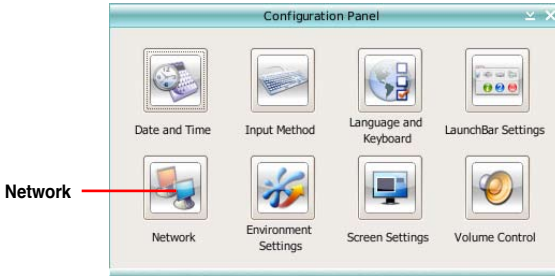 Configuration Panel
Date and Time
Input Method
Language and
Keyboard
LaunchBar Settings
Network
Network
Environment
Settings
Screen Settings
Volume Control